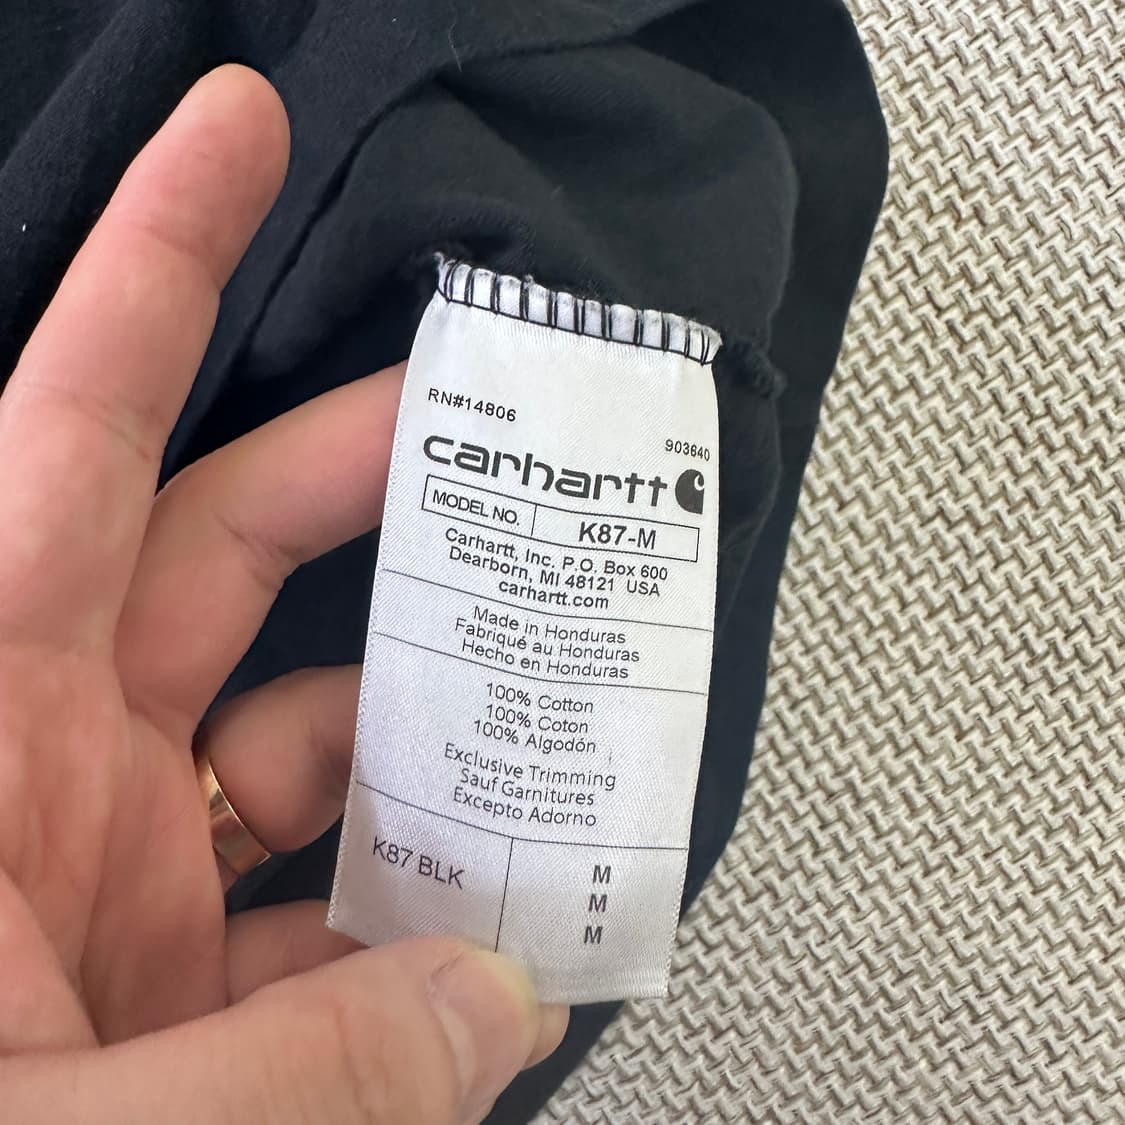 RN#14806
903640
carhartt
MODEL NO. K87-M
Carhartt, Inc. P.O. Box 600
Dearborn, MI 48121 USA
carhartt.com
Made in Honduras
Fabriqué au Honduras
Hecho en Honduras
100% Cotton
100% Coton
100% Algodón
Exclusive Trimming
Sauf Garnitures
Excepto Adorno
K87 BLK
M
M
M